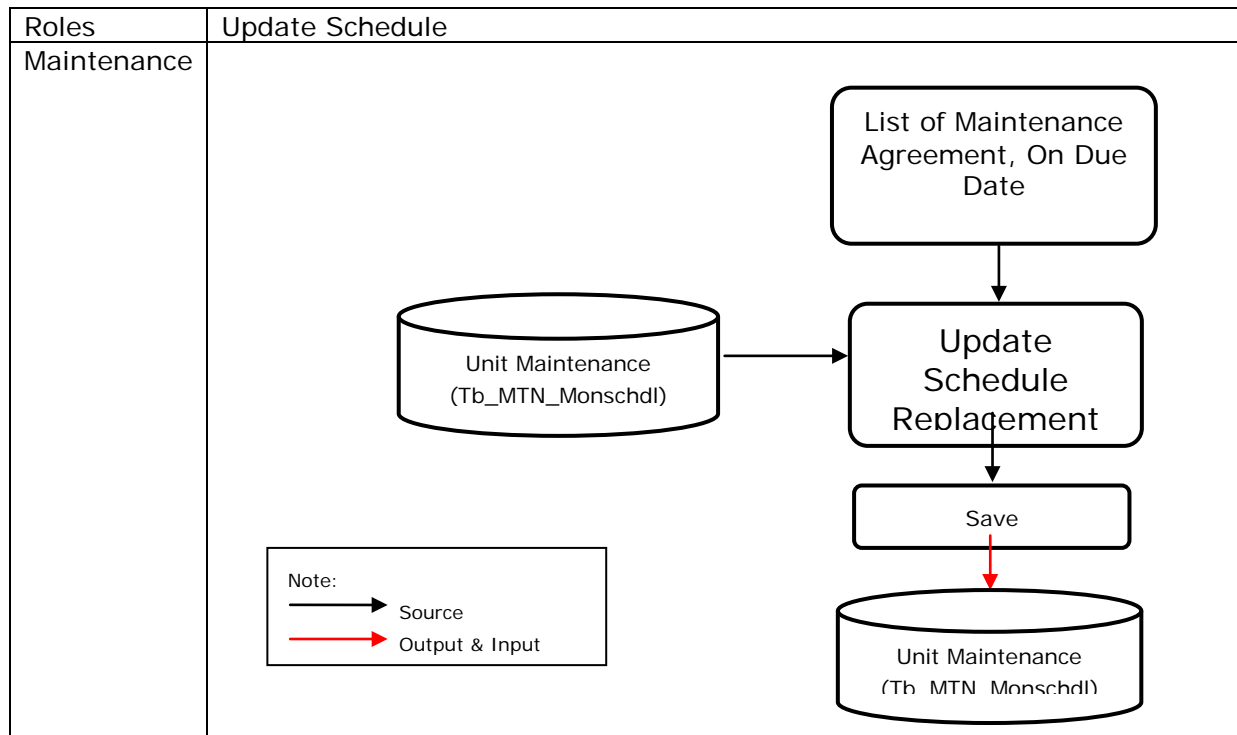 Roles
Update Schedule
Maintenance
List of Maintenance
Agreement, On Due
Date
Unit Maintenance
(Tb_MTN_Monschdl)
Update
Schedule
Replacement
Save
Note:
Source
Output & Input
Unit Maintenance
(Tb_MTN_Monschdl)